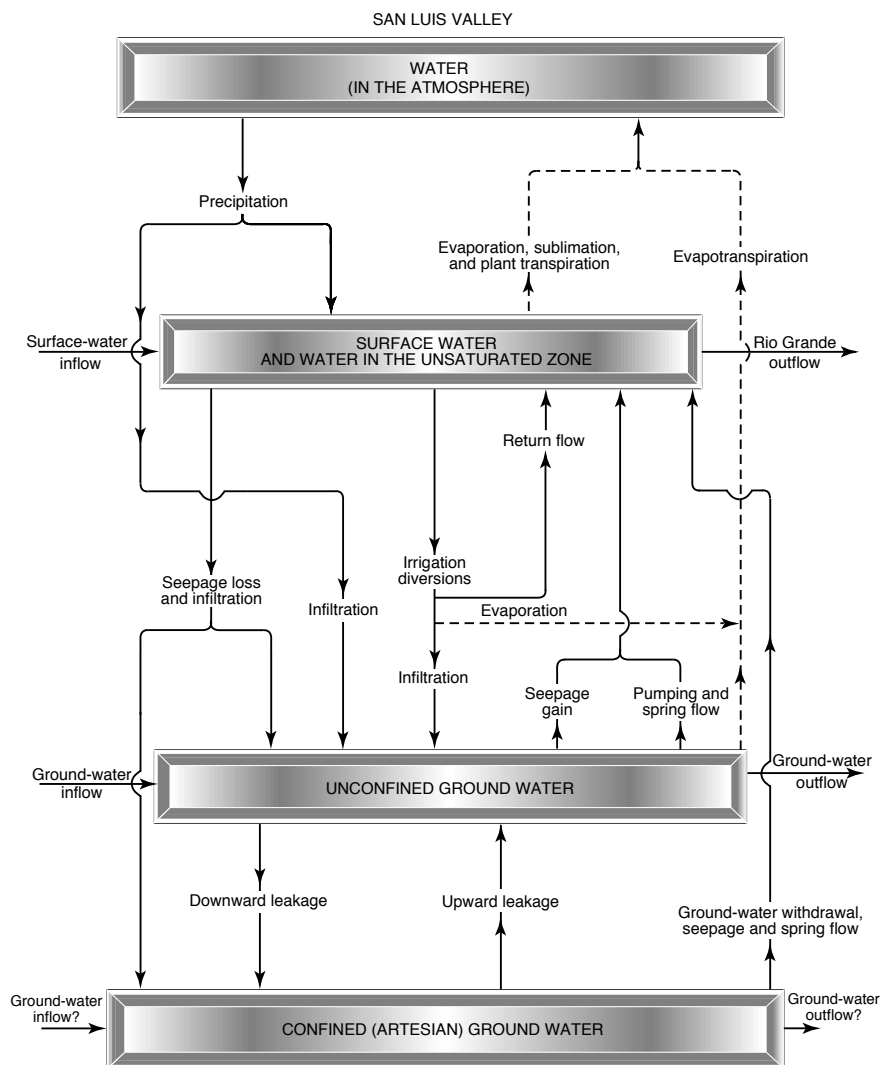 SAN LUIS VALLEY
WATER
(IN THE ATMOSPHERE)
Precipitation
Evaporation, sublimation,
and plant transpiration
Evapotranspiration
Surface-water
inflow
SURFACE WATER
AND WATER IN THE UNSATURATED ZONE
Rio Grande
outflow
Return flow
Seepage loss
and infiltration
Infiltration
Irrigation
diversions
Evaporation
Infiltration
Seepage
gain
Pumping and
spring flow
Ground-water
inflow
UNCONFINED GROUND WATER
Ground-water
outflow
Downward leakage
Upward leakage
Ground-water withdrawal,
seepage and spring flow
Ground-water
inflow?
CONFINED (ARTESIAN) GROUND WATER
Ground-water
outflow?